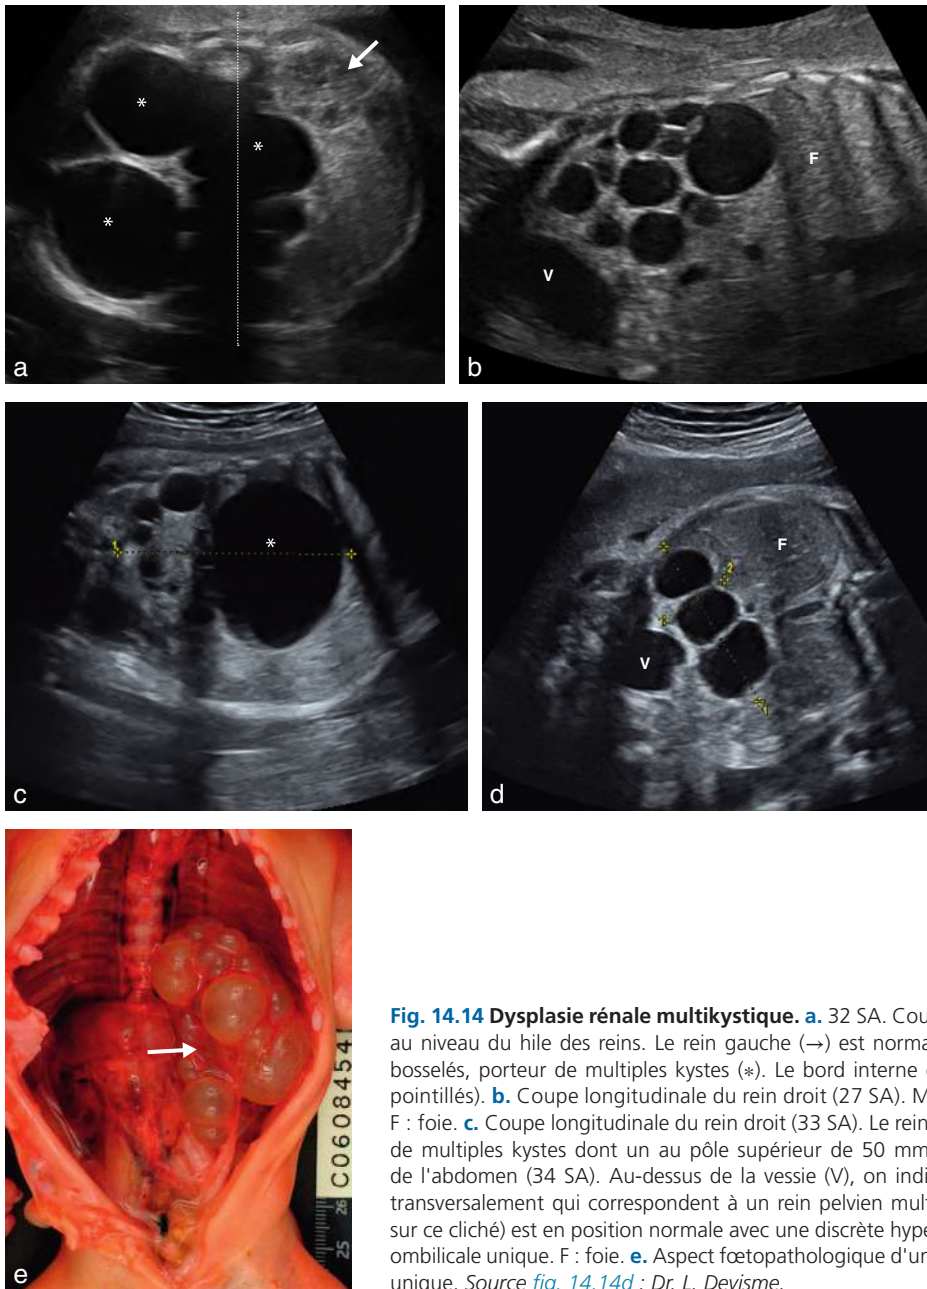 a
*
*
*
b
V
F
c
1
*
d
F
V
2
1
e
C0608454
26
25
Fig. 14.14 Dysplasie rénale multikystique. a. 32 SA. Cou
au niveau du hile des reins. Le rein gauche (→) est norma
bosselés, porteur de multiples kystes (*). Le bord interne
pointillés). b. Coupe longitudinale du rein droit (27 SA). M
F : foie. c. Coupe longitudinale du rein droit (33 SA). Le rein
de multiples kystes dont un au pôle supérieur de 50 mm
de l'abdomen (34 SA). Au-dessus de la vessie (V), on indi
transversalement qui correspondent à un rein pelvien mult
sur ce cliché) est en position normale avec une discrète hype
ombilicale unique. F : foie. e. Aspect fœtopathologique d'un
unique. Source fig. 14.14d : Dr. L. Devisme.